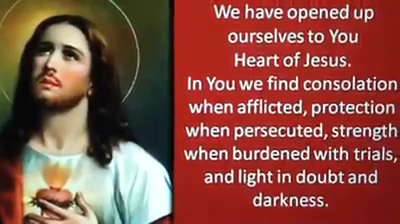 We have opened up
ourselves to You
Heart of Jesus.
In You we find consolation
when afflicted, protection
when persecuted, strength
when burdened with trials,
and light in doubt and
darkness.